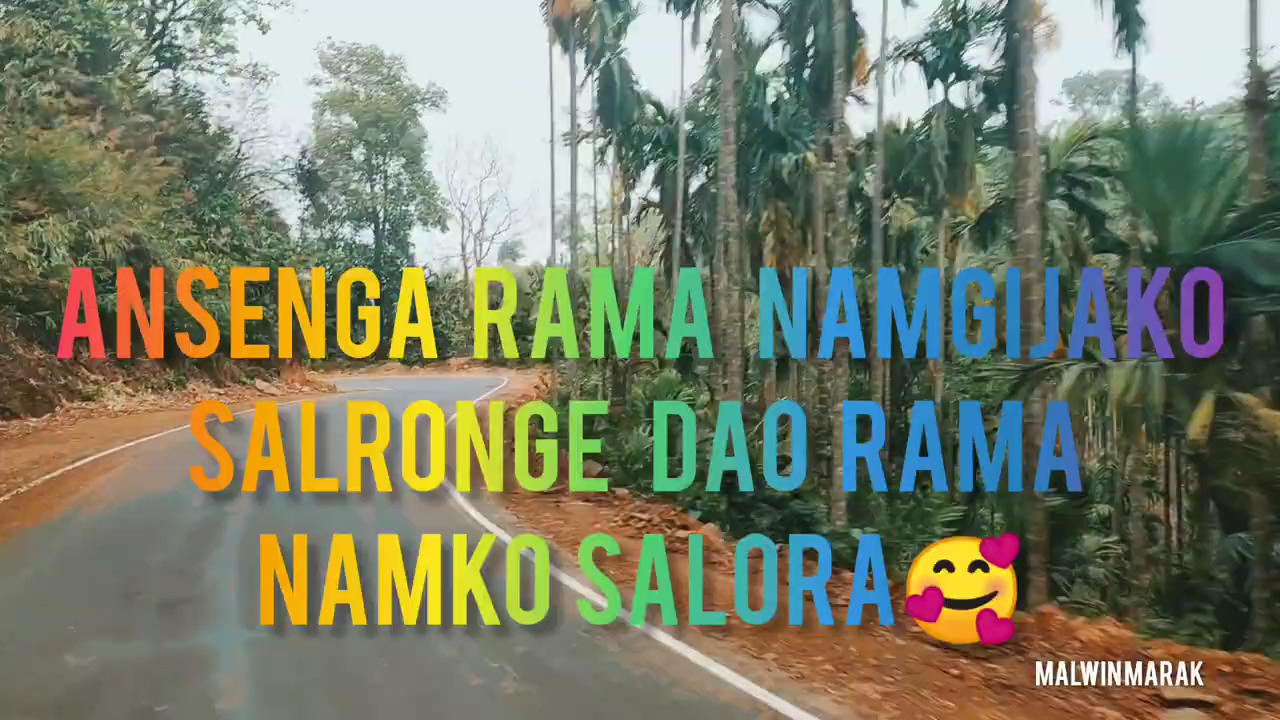 ANSENGA RAMA NAMGIJAKO
SALRONGE DAO RAMA
NAMKO SALORA🥰
MALWINMARAK